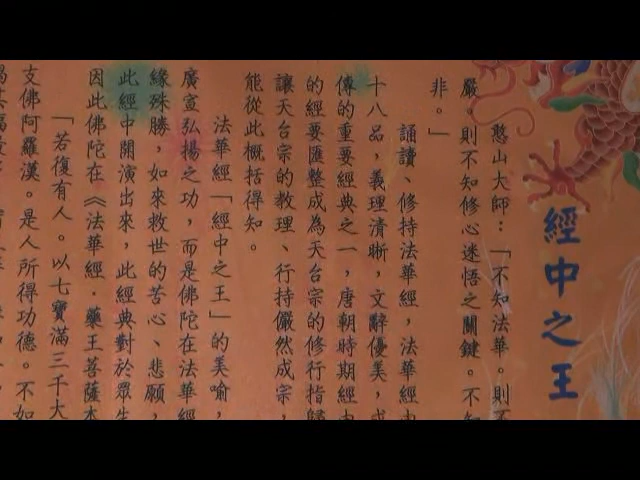 經中之王
憨山大師：「不知法華。則不
嚴。則不知修心迷悟之關鍵。不知
非。」
誦讀、修持法華經，法華經由
十八品，義理清晰，文辭優美，成
傳的重要經典之一，唐朝時期經由
的經要匯整成為天台宗的修行指歸
讓天台宗的教理、行持儼然成宗，
能從此概括得知。
法華經「經中之王」的美喻，
廣宣弘揚之功，而是佛陀在法華經
緣殊勝，如來救世的苦心、悲願，
此經中開演出來，此經典對於眾生
因此佛陀在《法華經．藥王菩薩本
「若復有人。以七寶滿三千大
支佛阿羅漢。是人所得功德。不如